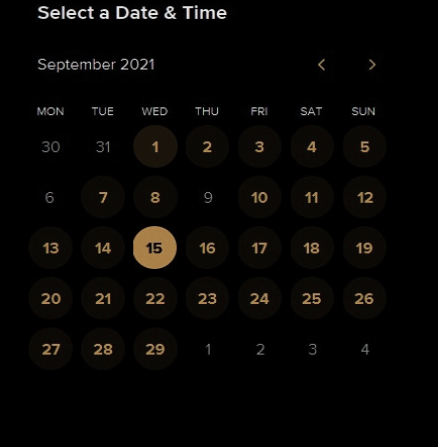 Select a Date & Time
September 2021
MON TUE WED THU FRI SAT SUN
30 31 1 2 3 4 5
6 7 8 9 10 11 12
13 14 15 16 17 18 19
20 21 22 23 24 25 26
27 28 29 1 2 3 4